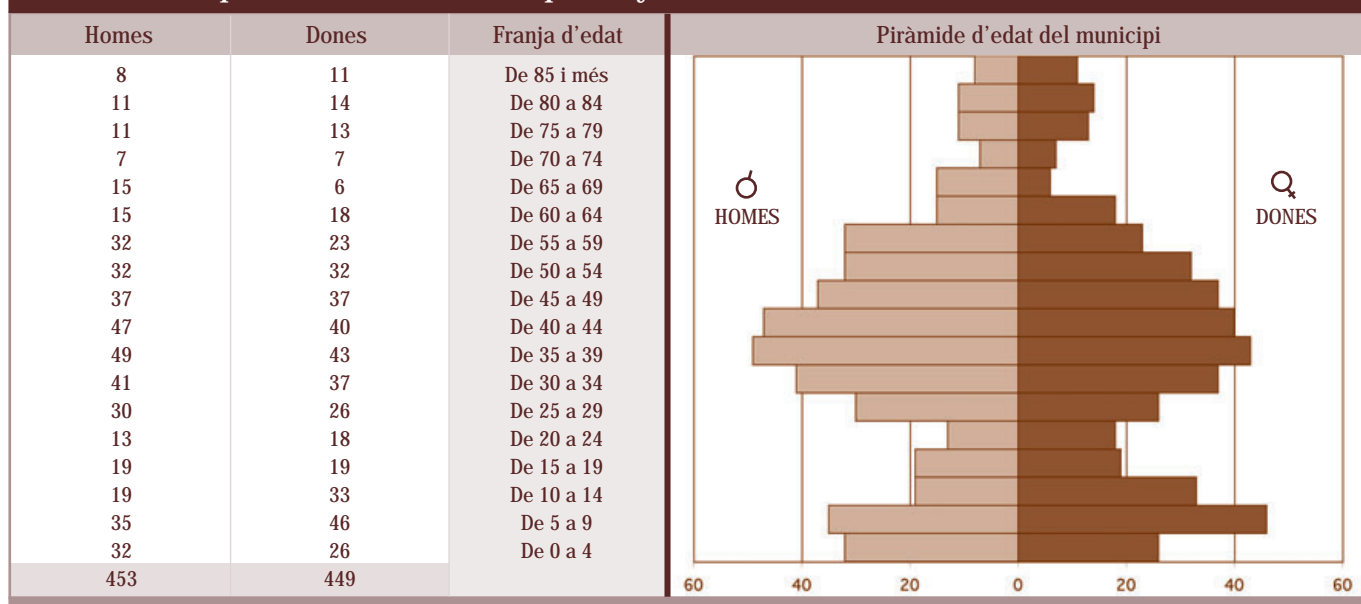 Homes Dones Franja d'edat Piràmide d'edat del municipi
8 11 De 85 i més
11 14 De 80 a 84
11 13 De 75 a 79
7 7 De 70 a 74
15 6 De 65 a 69
15 18 De 60 a 64
32 23 De 55 a 59
32 32 De 50 a 54
37 37 De 45 a 49
47 40 De 40 a 44
49 43 De 35 a 39
41 37 De 30 a 34
30 26 De 25 a 29
13 18 De 20 a 24
19 19 De 15 a 19
19 33 De 10 a 14
35 46 De 5 a 9
32 26 De 0 a 4
453 449
HOMES DONES
60 40 20 0 20 40 60